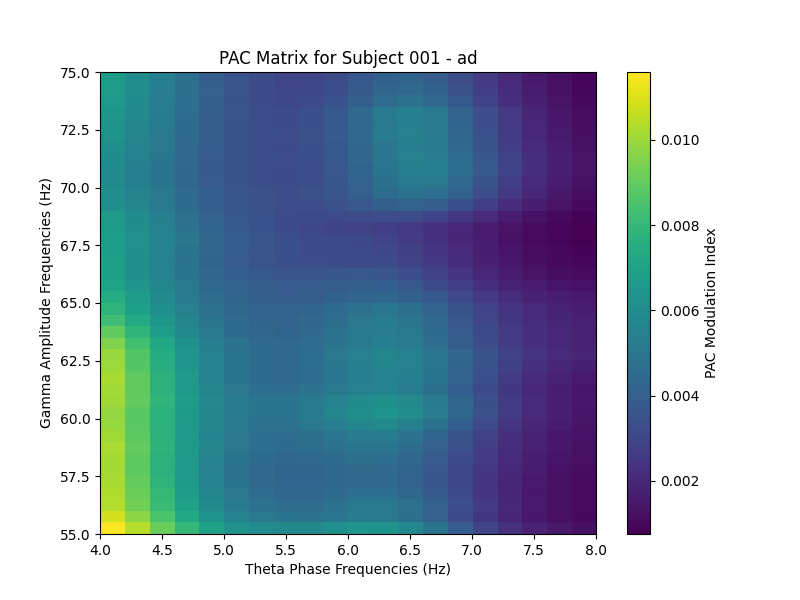 PAC Matrix for Subject 001 - ad
75.0
72.5
70.0
67.5
65.0
62.5
60.0
57.5
55.0
Gamma Amplitude Frequencies (Hz)
4.0 4.5 5.0 5.5 6.0 6.5 7.0 7.5 8.0
Theta Phase Frequencies (Hz)
0.010
0.008
0.006
0.004
0.002
PAC Modulation Index